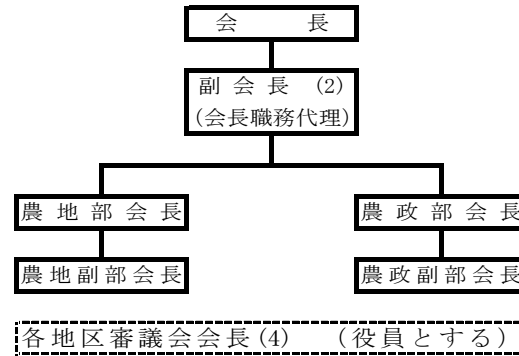 会長
副会長 (2)
(会長職務代理)
農地部会長
農政部会長
農地副部会長
農政副部会長
各地区審議会会長(4) (役員とする)